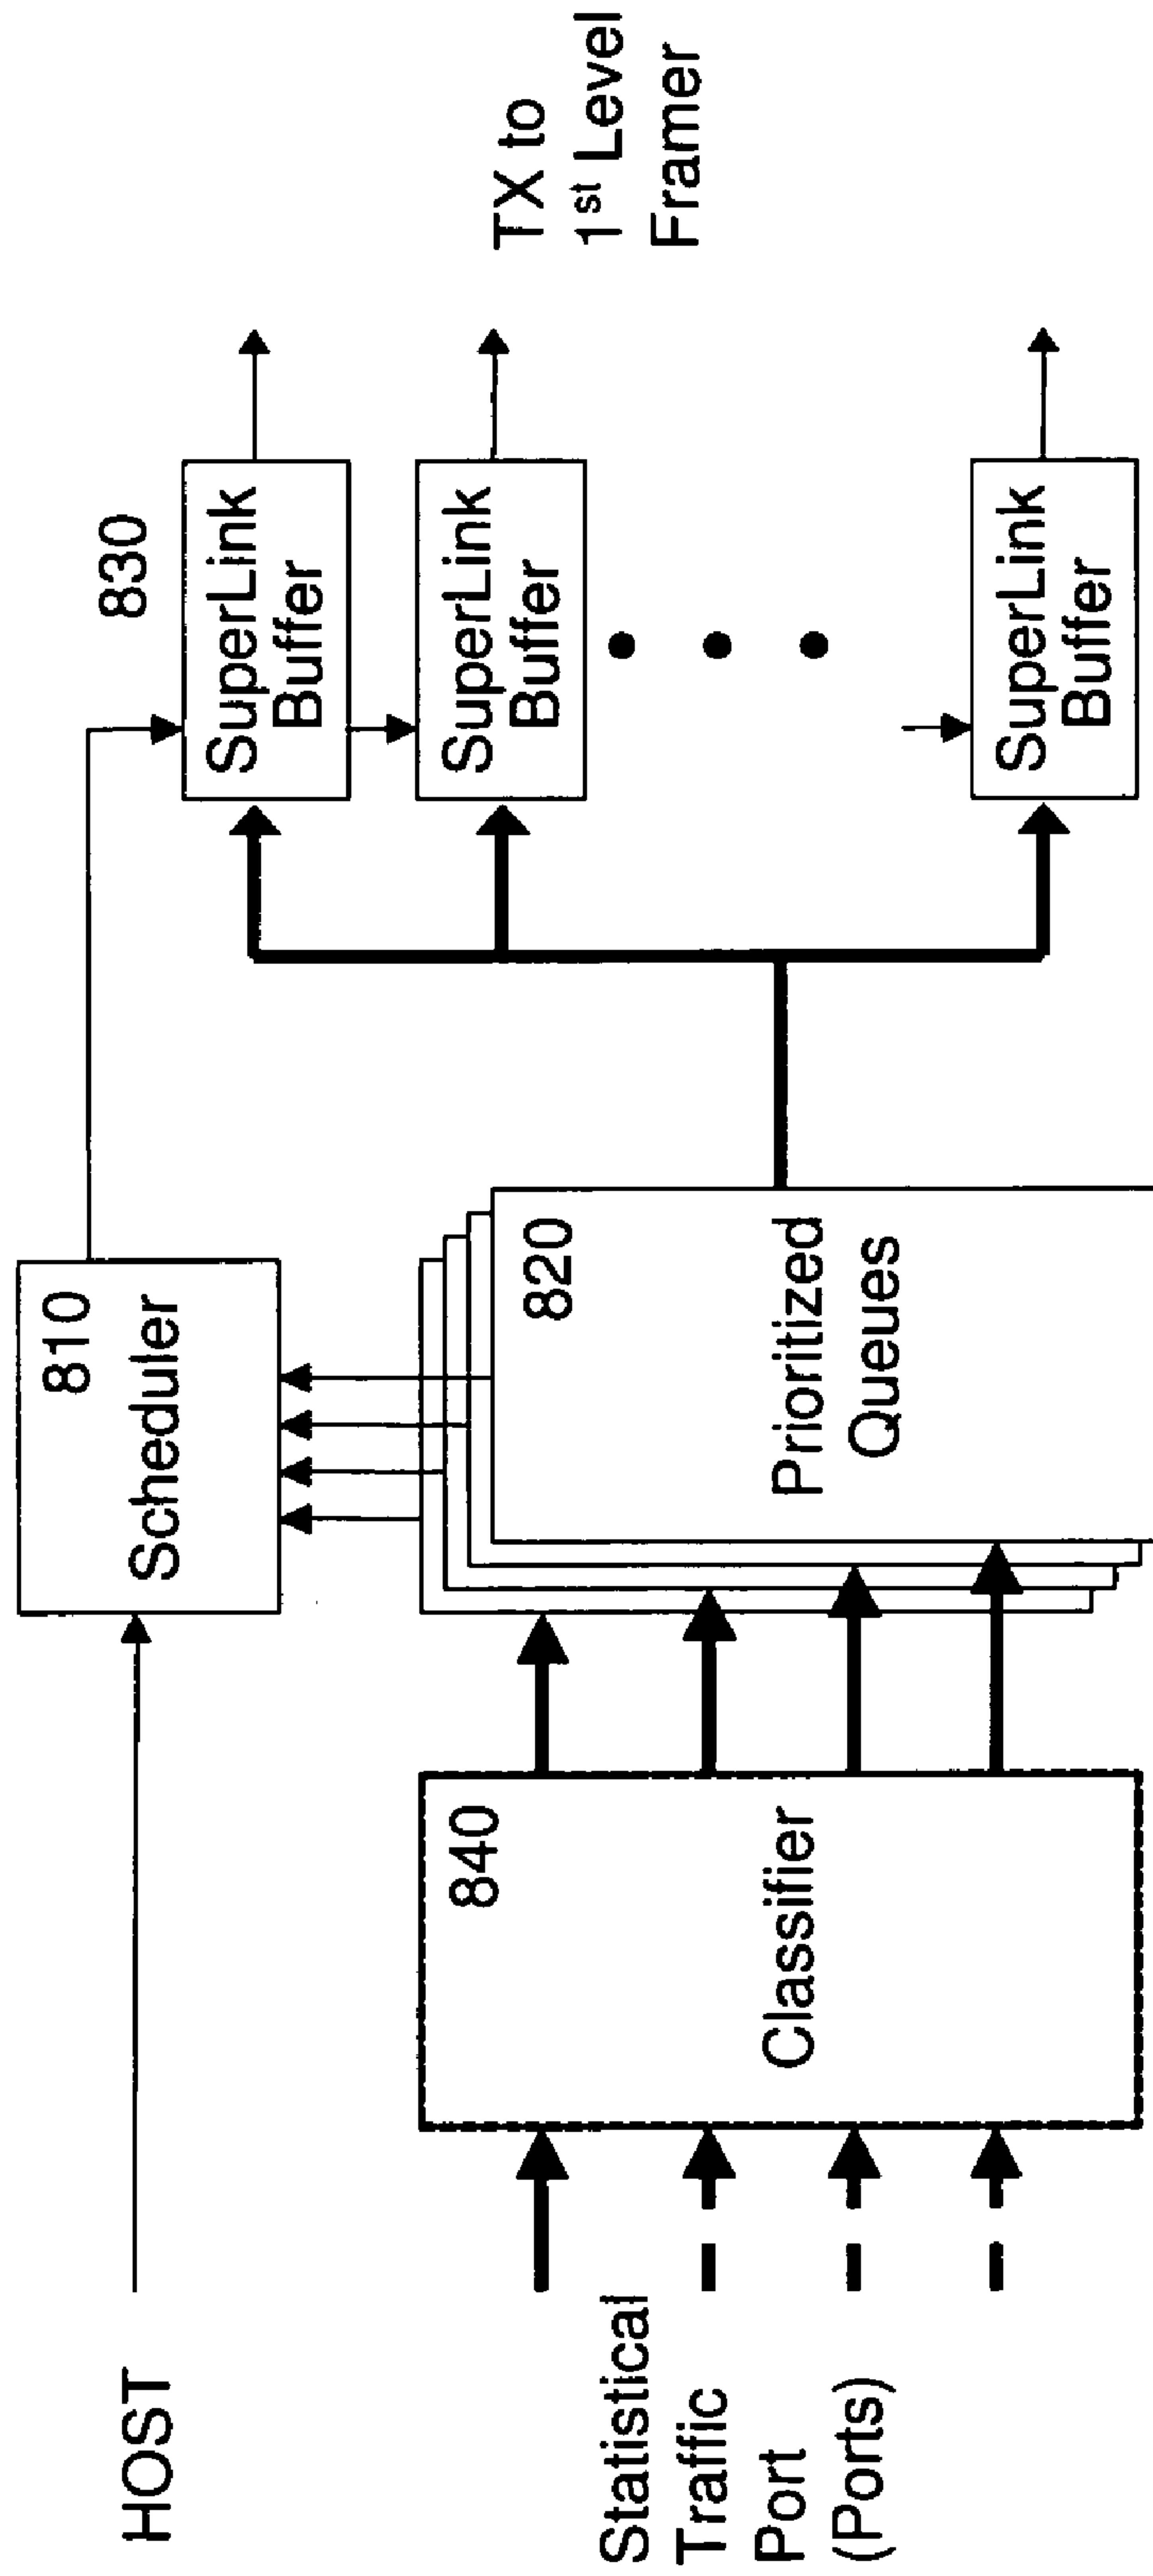 HOST
810
Scheduler
830
SuperLink
Buffer
SuperLink
Buffer
SuperLink
Buffer
TX to
1st Level
Framer
Statistical
Traffic
Port
(Ports)
840
Classifier
820
Prioritized
Queues